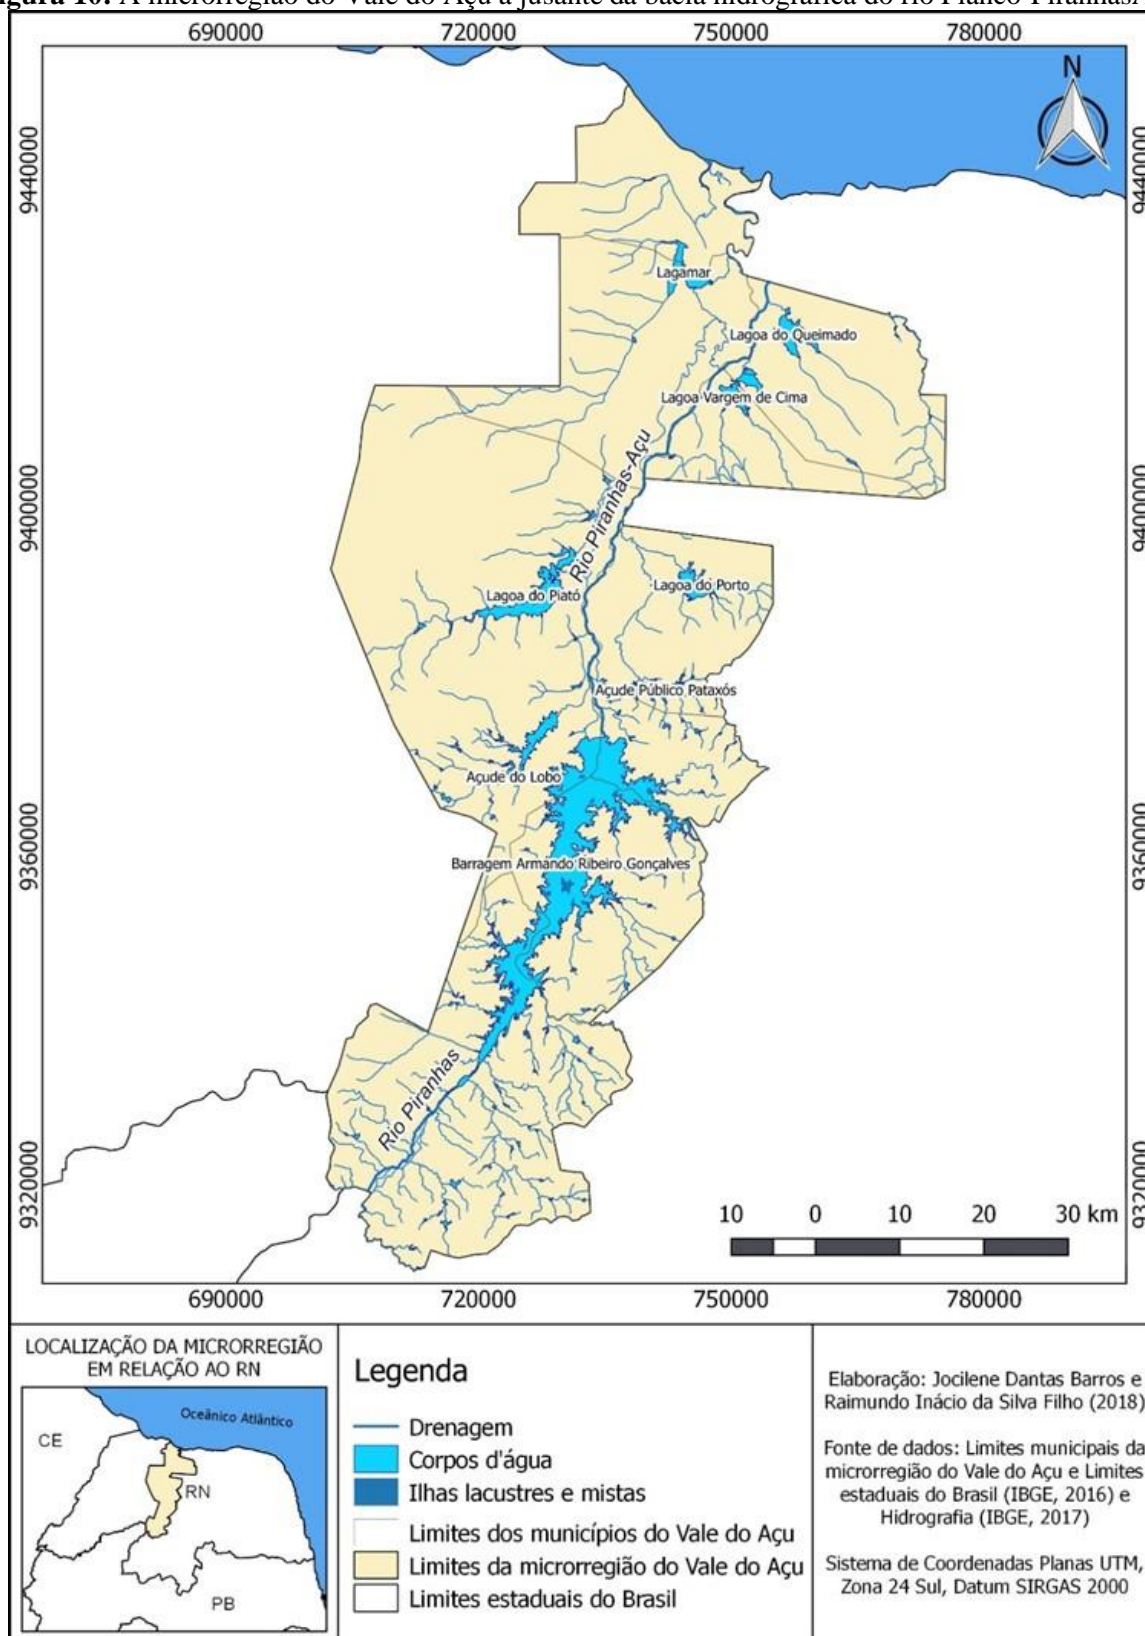 gura 10: A microrregião do Vale do Açu a jusante da bacia hidrográfica do rio Pianco-Piranhas
690000 720000 750000 780000
N
9440000
9440000
Lagamar
Lagoa do Queimado
Lagoa Vargem de Cima
Rio Piranhas-Açu
9400000
9400000
Lagoa do Piató
Lagoa do Porto
Açude Público Pataxós
Açude do Lobo
9360000
9360000
Barragem Armando Ribeiro Gonçalves
Rio Piranhas
9320000
9320000
10 0 10 20 30 km
690000 720000 750000 780000
LOCALIZAÇÃO DA MICRORREGIÃO
EM RELAÇÃO AO RN
Oceânico Atlântico
CE
RN
PB
Legenda
Drenagem
Corpos d'água
Ilhas lacustres e mistas
Limites dos municípios do Vale do Açu
Limites da microrregião do Vale do Açu
Limites estaduais do Brasil
Elaboração: Jocilene Dantas Barros e
Raimundo Inácio da Silva Filho (2018)
Fonte de dados: Limites municipais da
microrregião do Vale do Açu e Limites
estaduais do Brasil (IBGE, 2016) e
Hidrografia (IBGE, 2017)
Sistema de Coordenadas Planas UTM,
Zona 24 Sul, Datum SIRGAS 2000